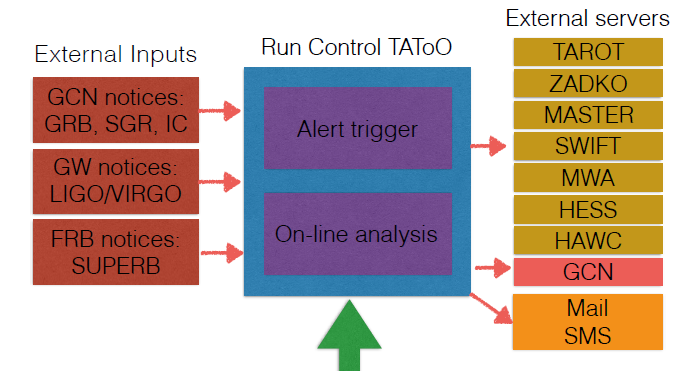 External servers
External Inputs
Run Control TAToO
GCN notices:
GRB, SGR, IC
GW notices:
LIGO/VIRGO
FRB notices:
SUPERB
Alert trigger
On-line analysis
TAROT
ZADKO
MASTER
SWIFT
MWA
HESS
HAWC
GCN
Mail
SMS